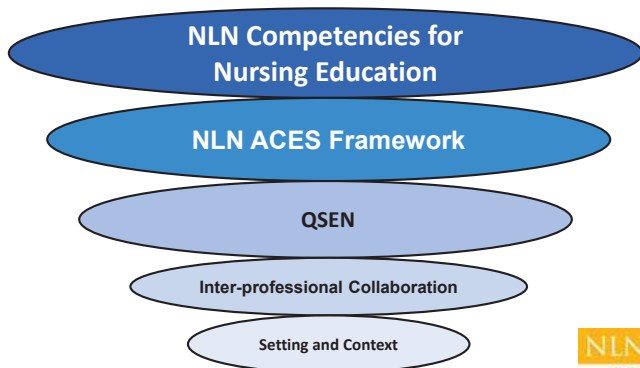 NLN Competencies for
Nursing Education
NLN ACES Framework
QSEN
Inter-professional Collaboration
Setting and Context
NLN